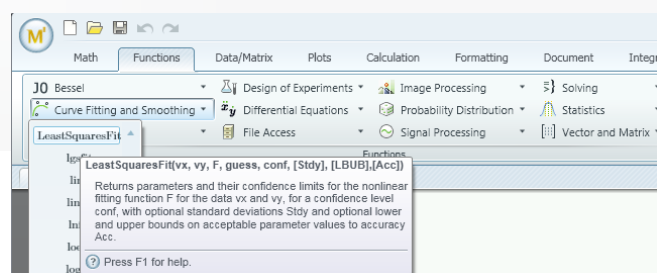 M
Math Functions Data/Matrix Plots Calculation Formatting Document Integr
J0 Bessel Design of Experiments Image Processing Solving
Curve Fitting and Smoothing Differential Equations Probability Distribution Statistics
File Access Signal Processing Vector and Matrix
Functions
LeastSquaresFit
LeastSquaresFit(vx, vy, F, guess, conf, [Stdy], [LBUB],[Acc])
Returns parameters and their confidence limits for the nonlinear
fitting function F for the data vx and vy, for a confidence level
conf, with optional standard deviations Stdy and optional lower
and upper bounds on acceptable parameter values to accuracy
Acc.
Press F1 for help.